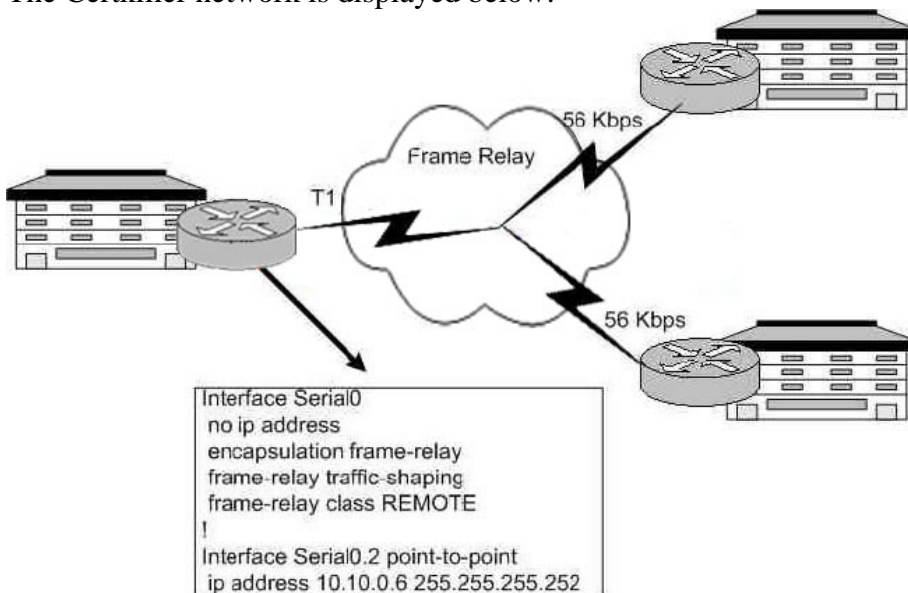 The Certkiller network is displayed below:
56 Kbps
Frame Relay
T1
56 Kbps
Interface Serial0
no ip address
encapsulation frame-relay
frame-relay traffic-shaping
frame-relay class REMOTE
!
Interface Serial0.2 point-to-point
ip address 10.10.0.6 255.255.255.252